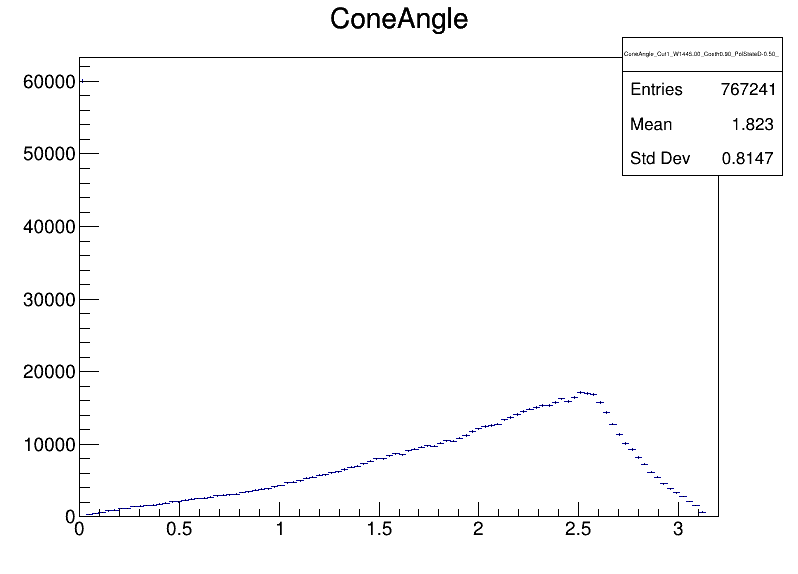 ConeAngle
ConeAngle_Cut1_W1445.00_Costh0.90_PolStateD-0.50_
Entries 767241
Mean 1.823
Std Dev 0.8147
60000
50000
40000
30000
20000
10000
0
0 0.5 1 1.5 2 2.5 3